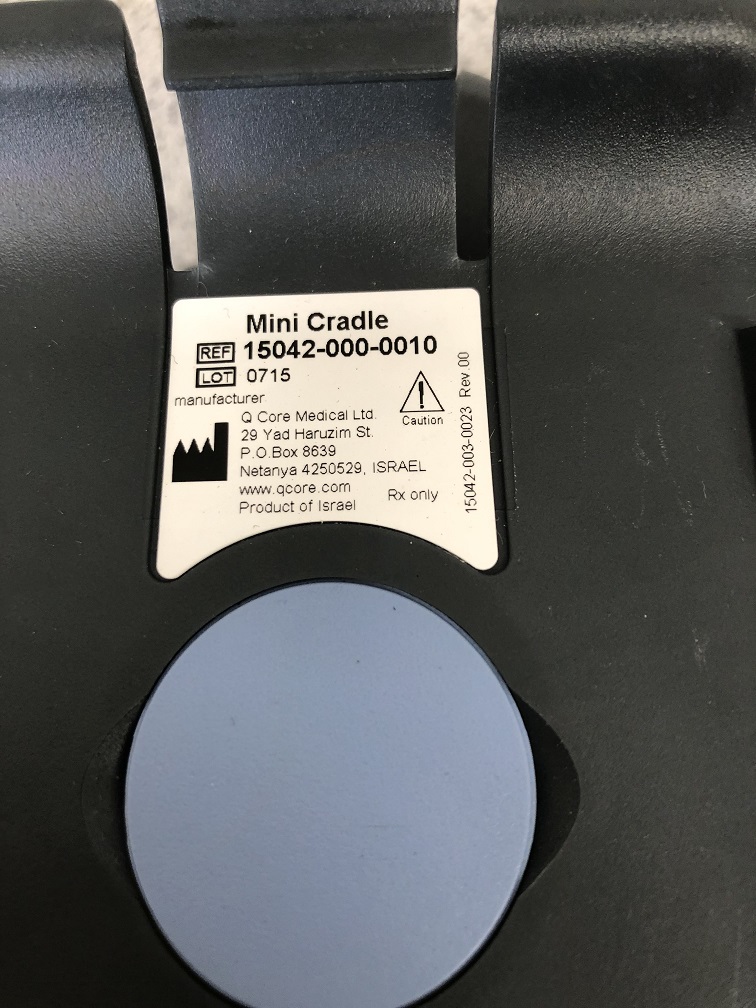 Mini Cradle
REF 15042-000-0010
LOT 0715
manufacturer
Q Core Medical Ltd.
29 Yad Haruzim St.
P.O.Box 8639
Netanya 4250529, ISRAEL
www.qcore.com
Product of Israel
Caution
Rx only
15042-003-0023 Rev.00